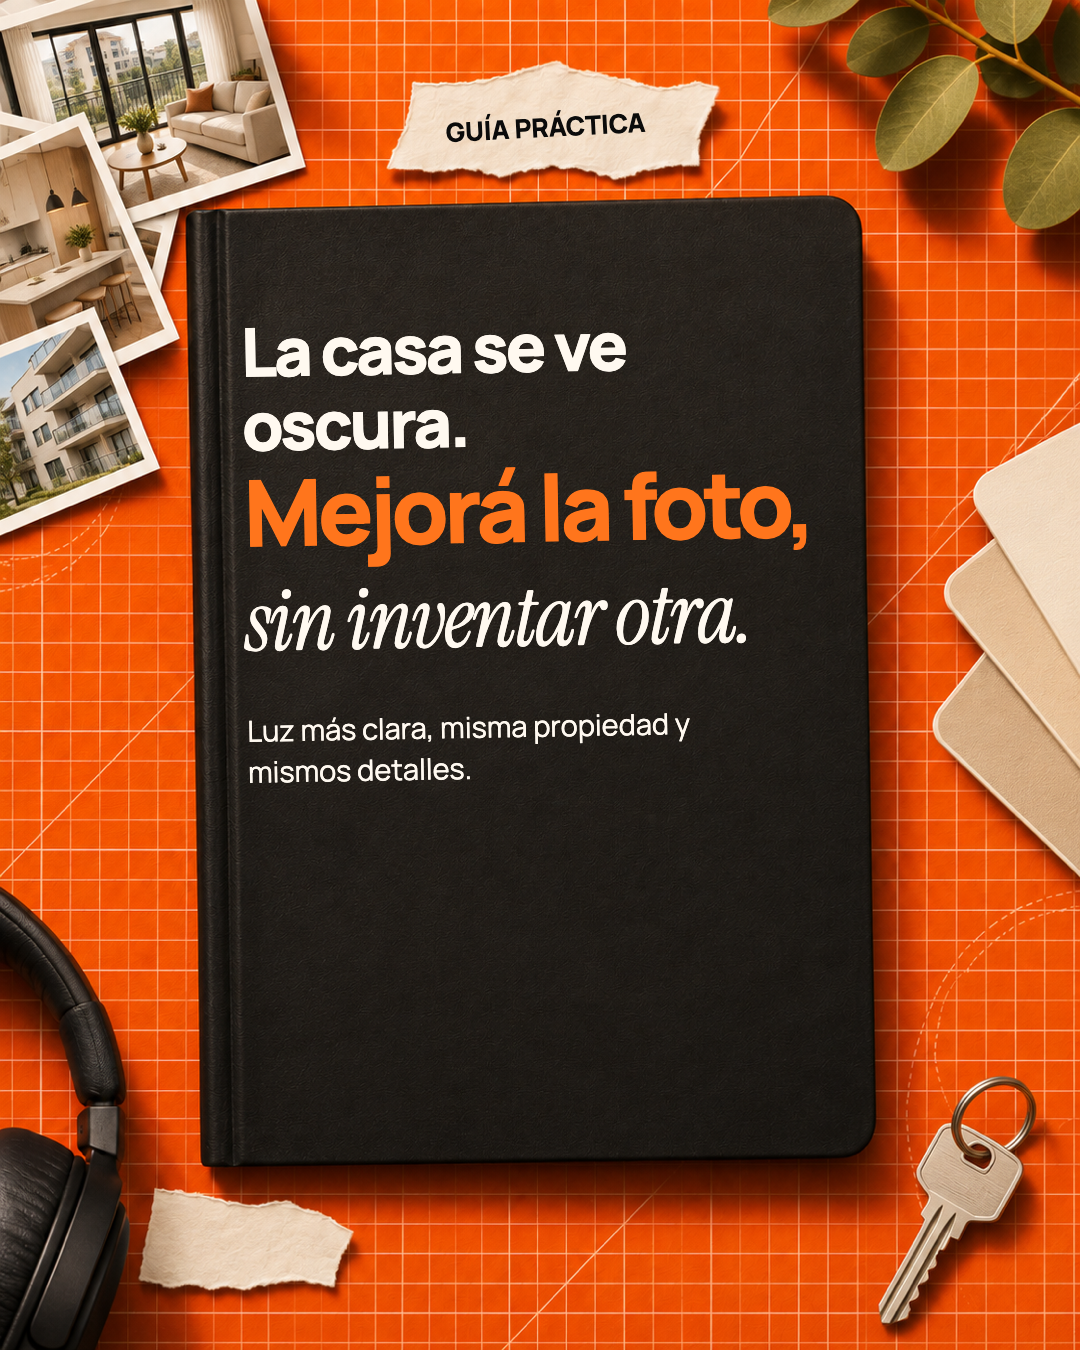 GUÍA PRÁCTICA
La casa se ve
oscura.
Mejorá la foto,
sin inventar otra.
Luz más clara, misma propiedad y
mismos detalles.